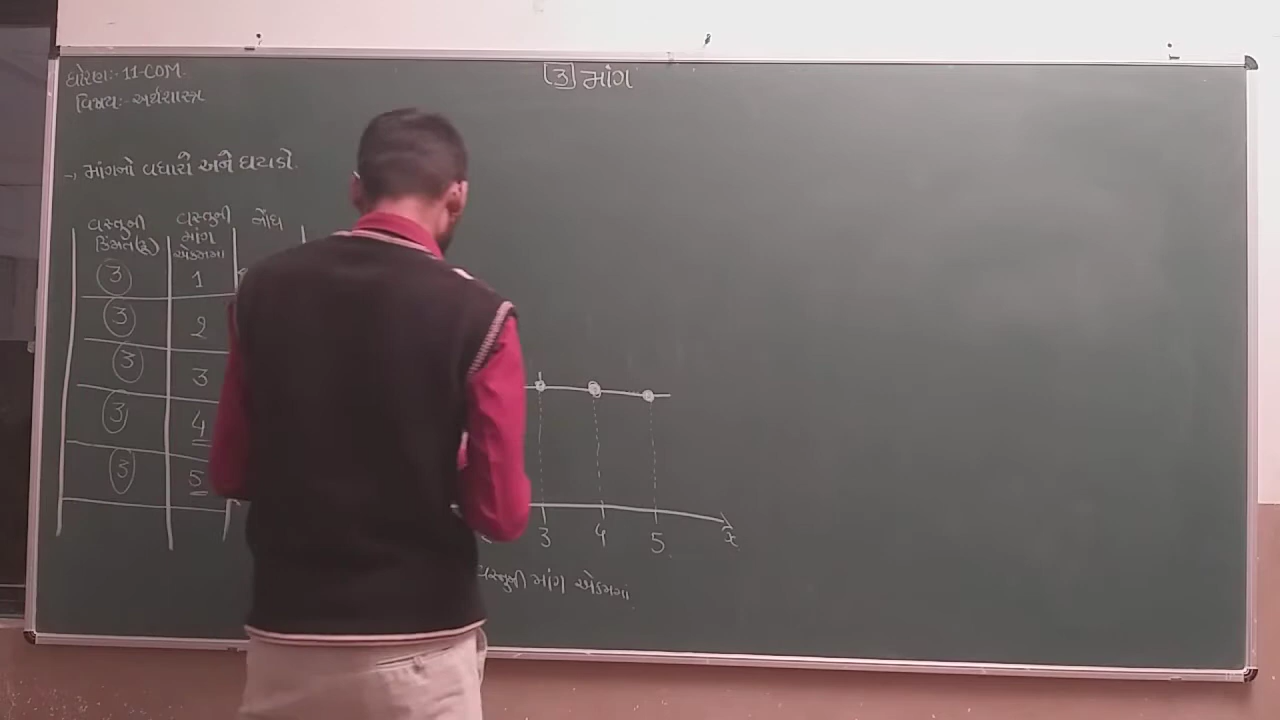 ધોરણ:- 11-COM.
વિષય:- અર્થશાસ્ત્ર
[3] માંગ
→ માંગનો વધારો અને ઘટાડો.
વસ્તુની કિંમત(રૂ) વસ્તુની માંગ એકમમાં નોંધ
3 1
3 2
3 3
3 4
3 5
3 4 5 x
વસ્તુની માંગ એકમમાં